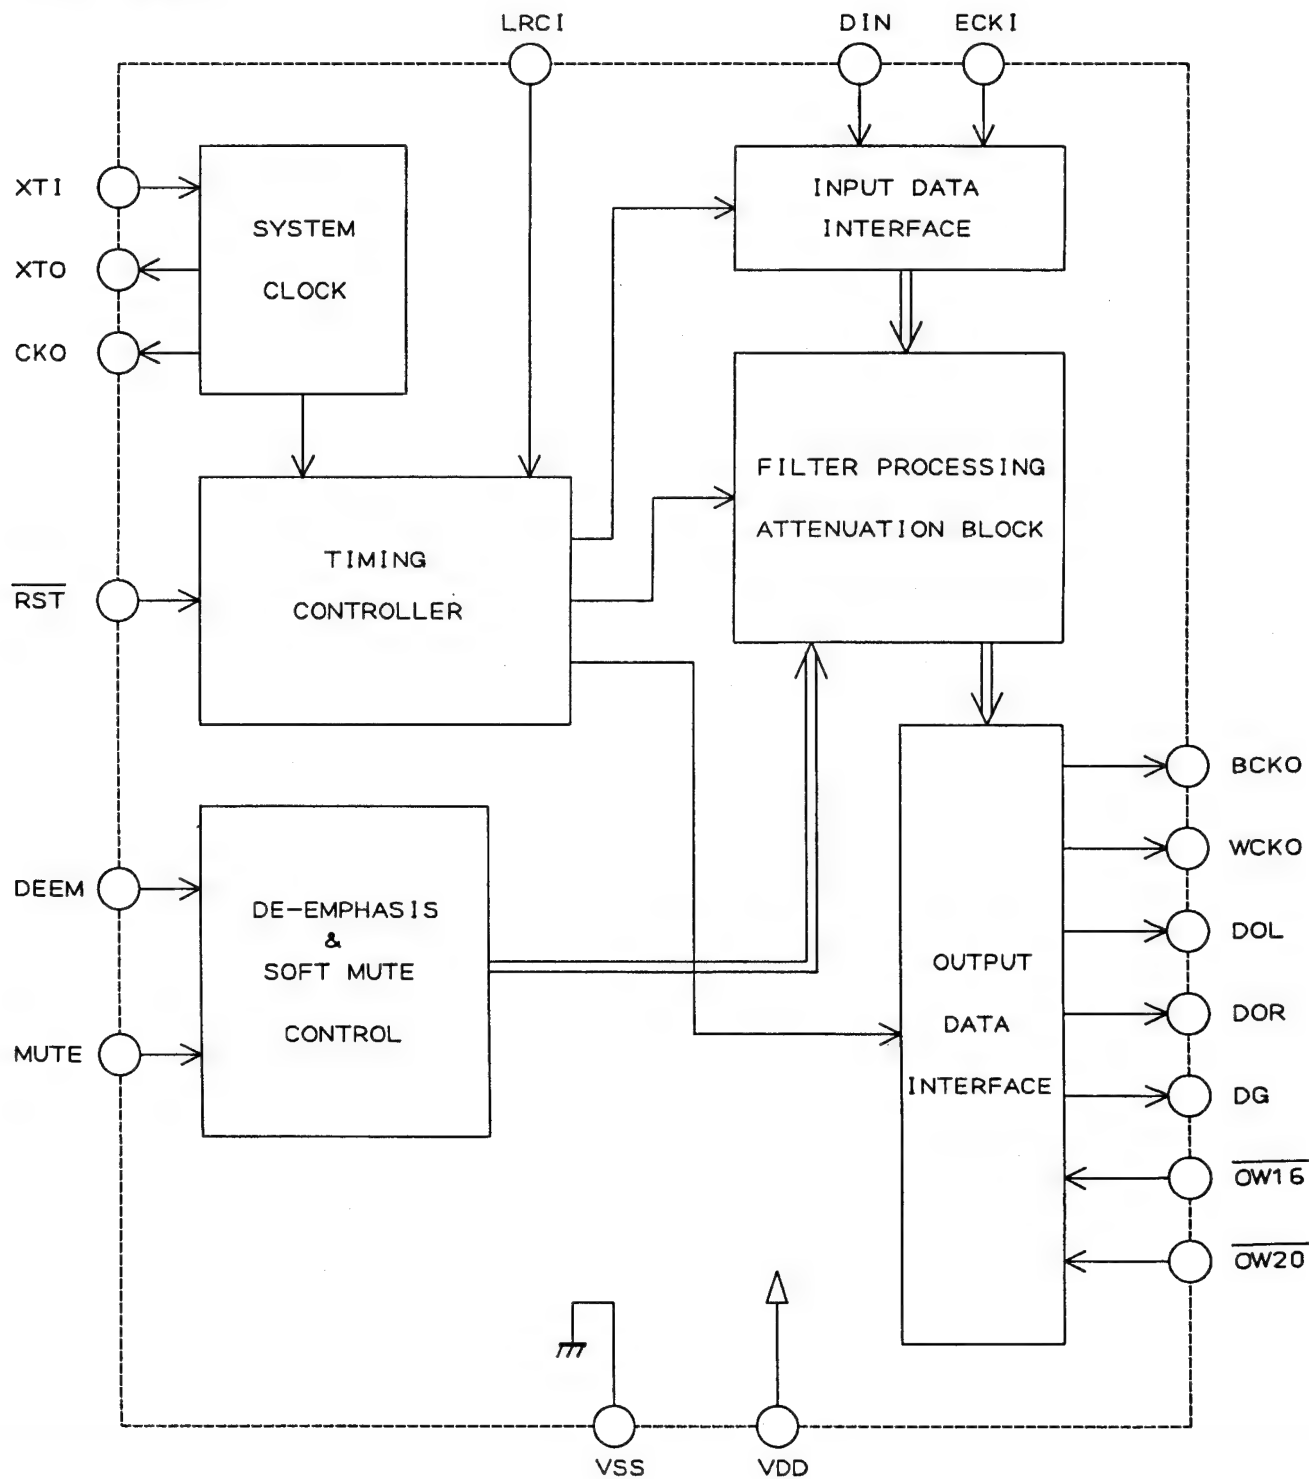 LRCI
DIN
ECKI
XTI
XTO
CKO
SYSTEM
CLOCK
INPUT DATA
INTERFACE
FILTER PROCESSING
ATTENUATION BLOCK
RST
TIMING
CONTROLLER
DEEM
MUTE
DE-EMPHASIS
&
SOFT MUTE
CONTROL
OUTPUT
DATA
INTERFACE
BCKO
WCKO
DOL
DOR
DG
OW16
OW20
VSS
VDD